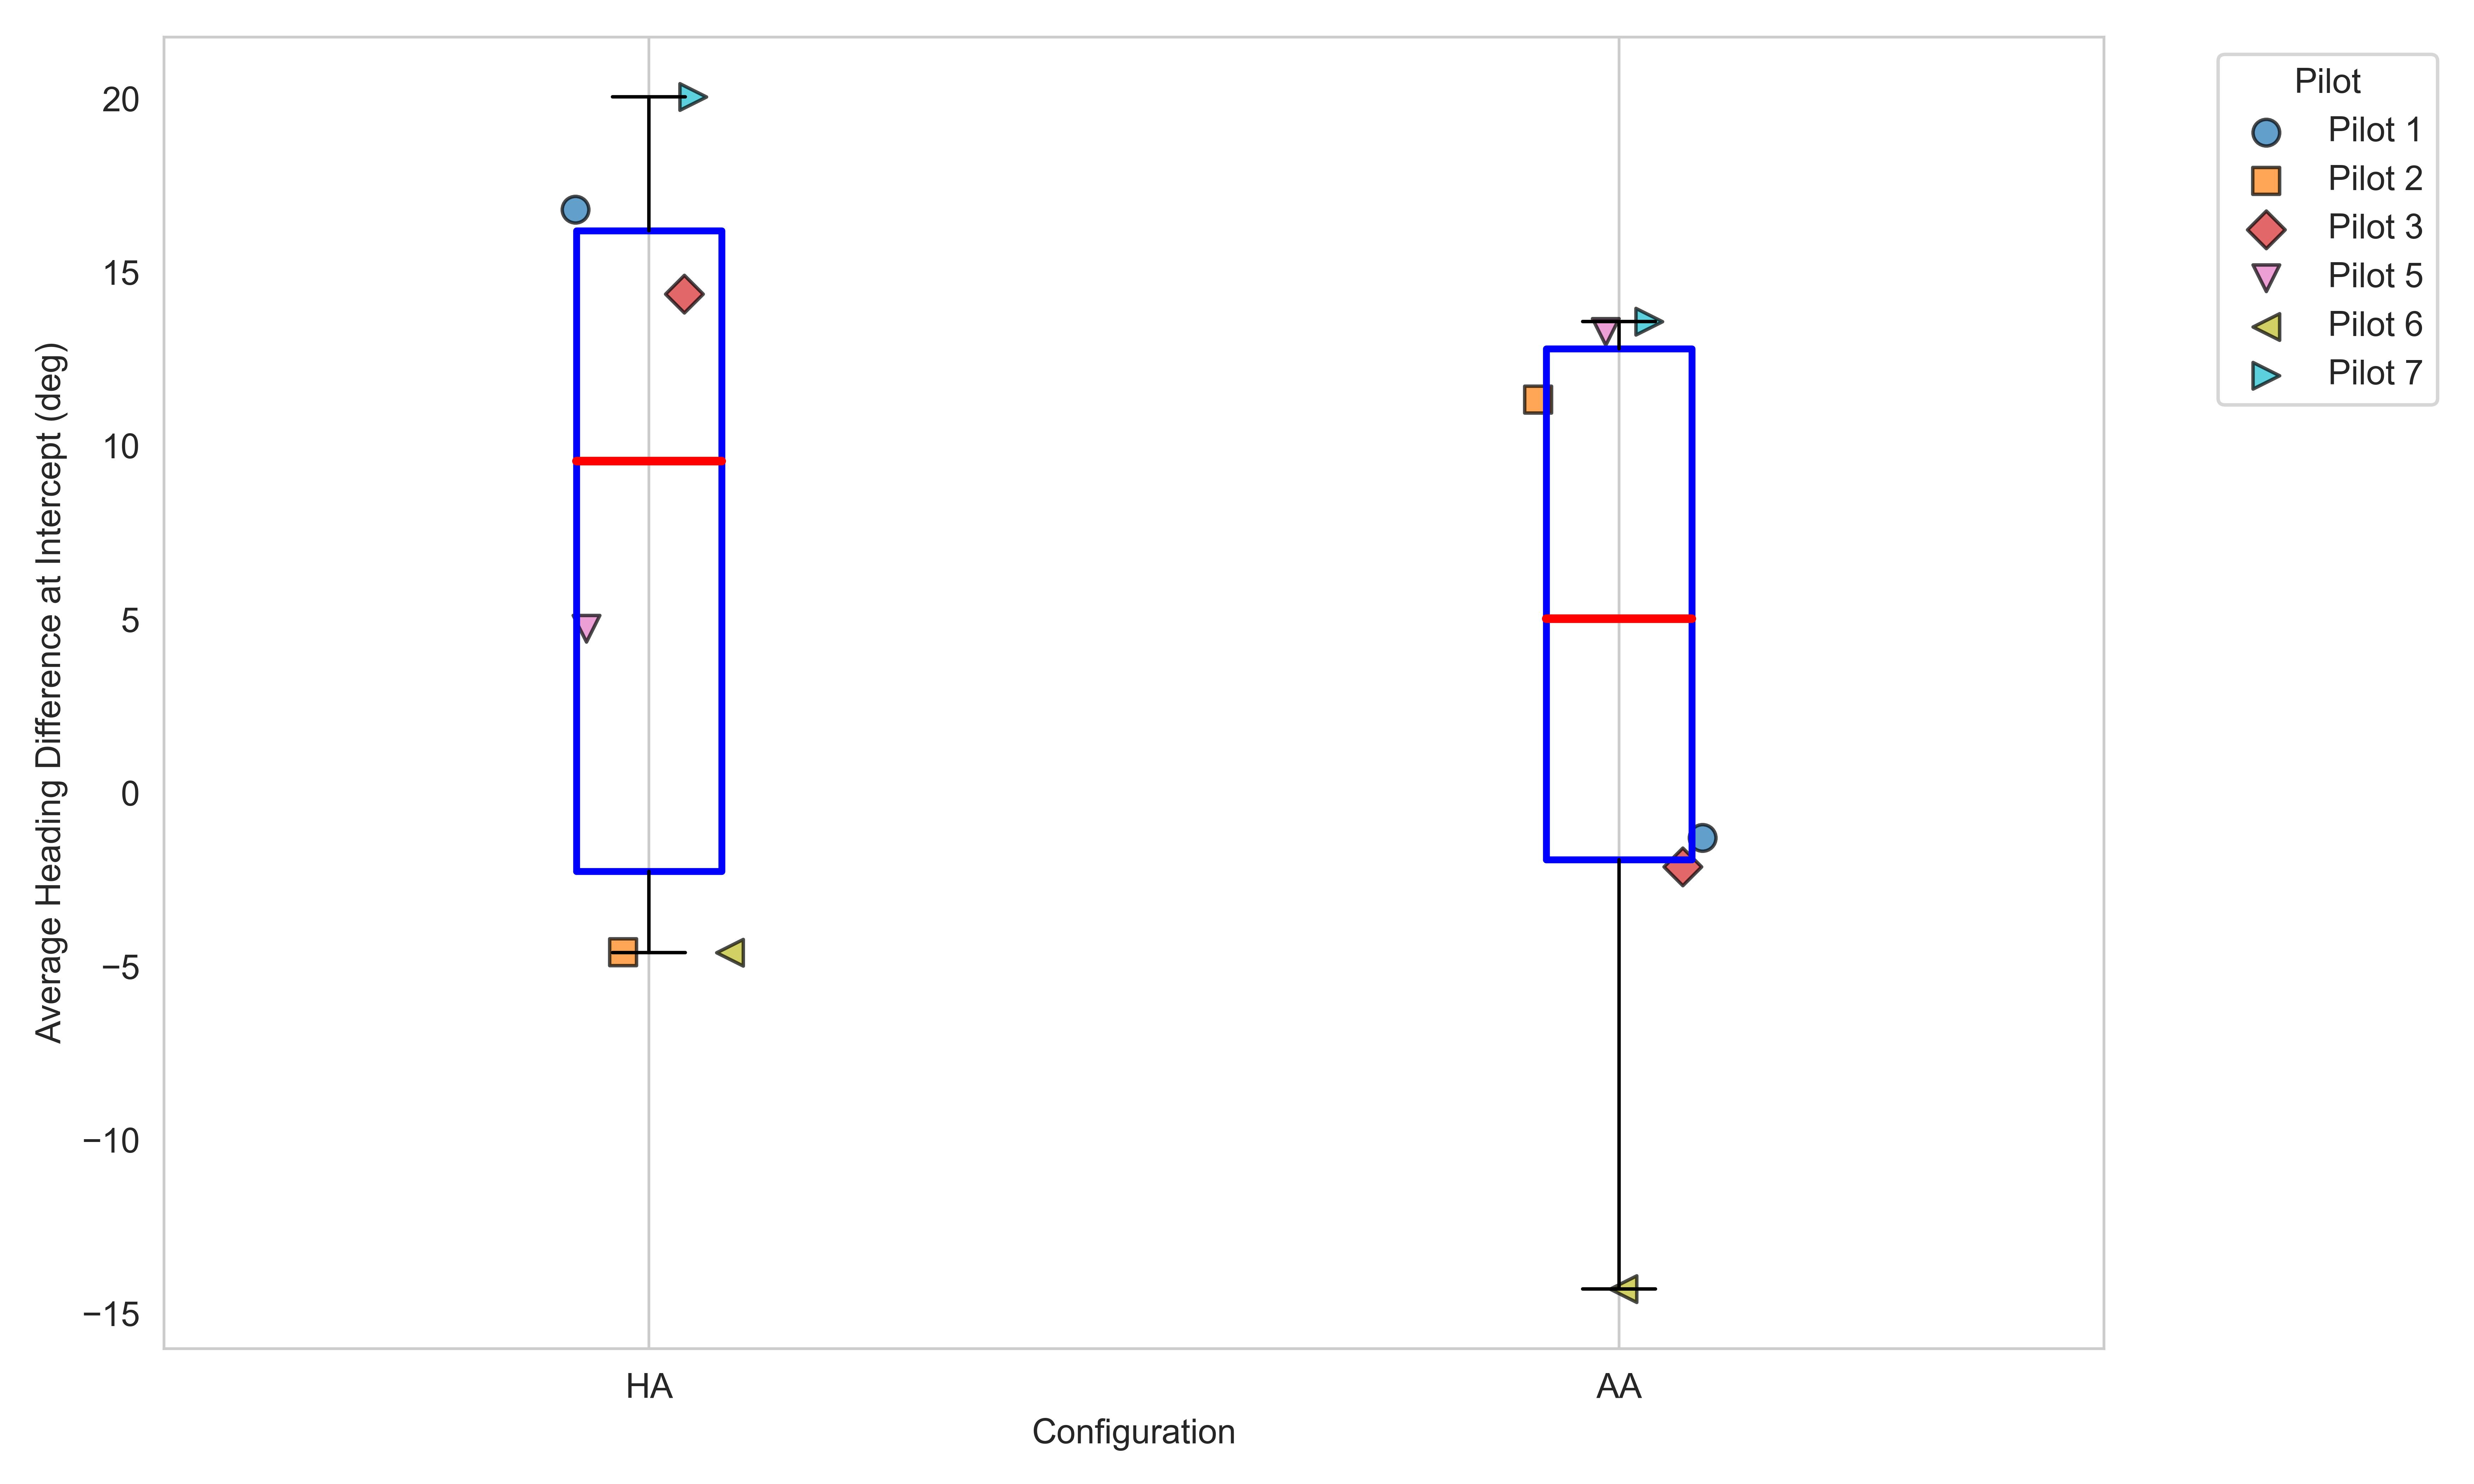 Average Heading Difference at Intercept (deg)
20
15
10
5
0
−5
−10
−15
HA
AA
Configuration
Pilot
Pilot 1
Pilot 2
Pilot 3
Pilot 5
Pilot 6
Pilot 7